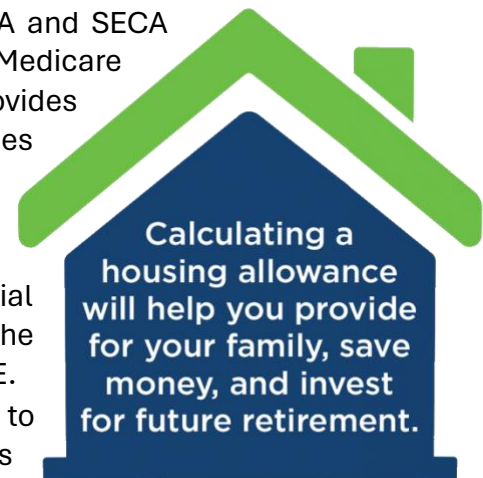 A and SECA
Medicare
ovides
es
ial
he
E.
to
s
Calculating a
housing allowance
will help you provide
for your family, save
money, and invest
for future retirement.